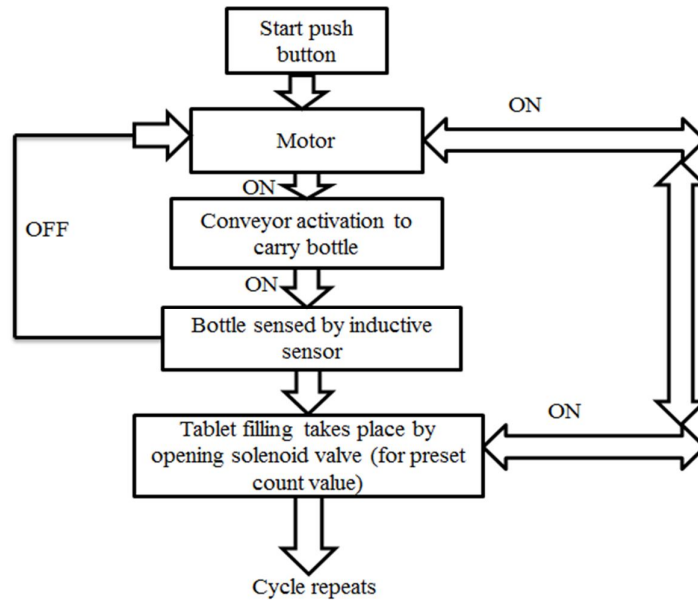 Start push
button
ON
Motor
ON
Conveyor activation to
carry bottle
OFF
ON
Bottle sensed by inductive
sensor
ON
Tablet filling takes place by
opening solenoid valve (for preset
count value)
Cycle repeats